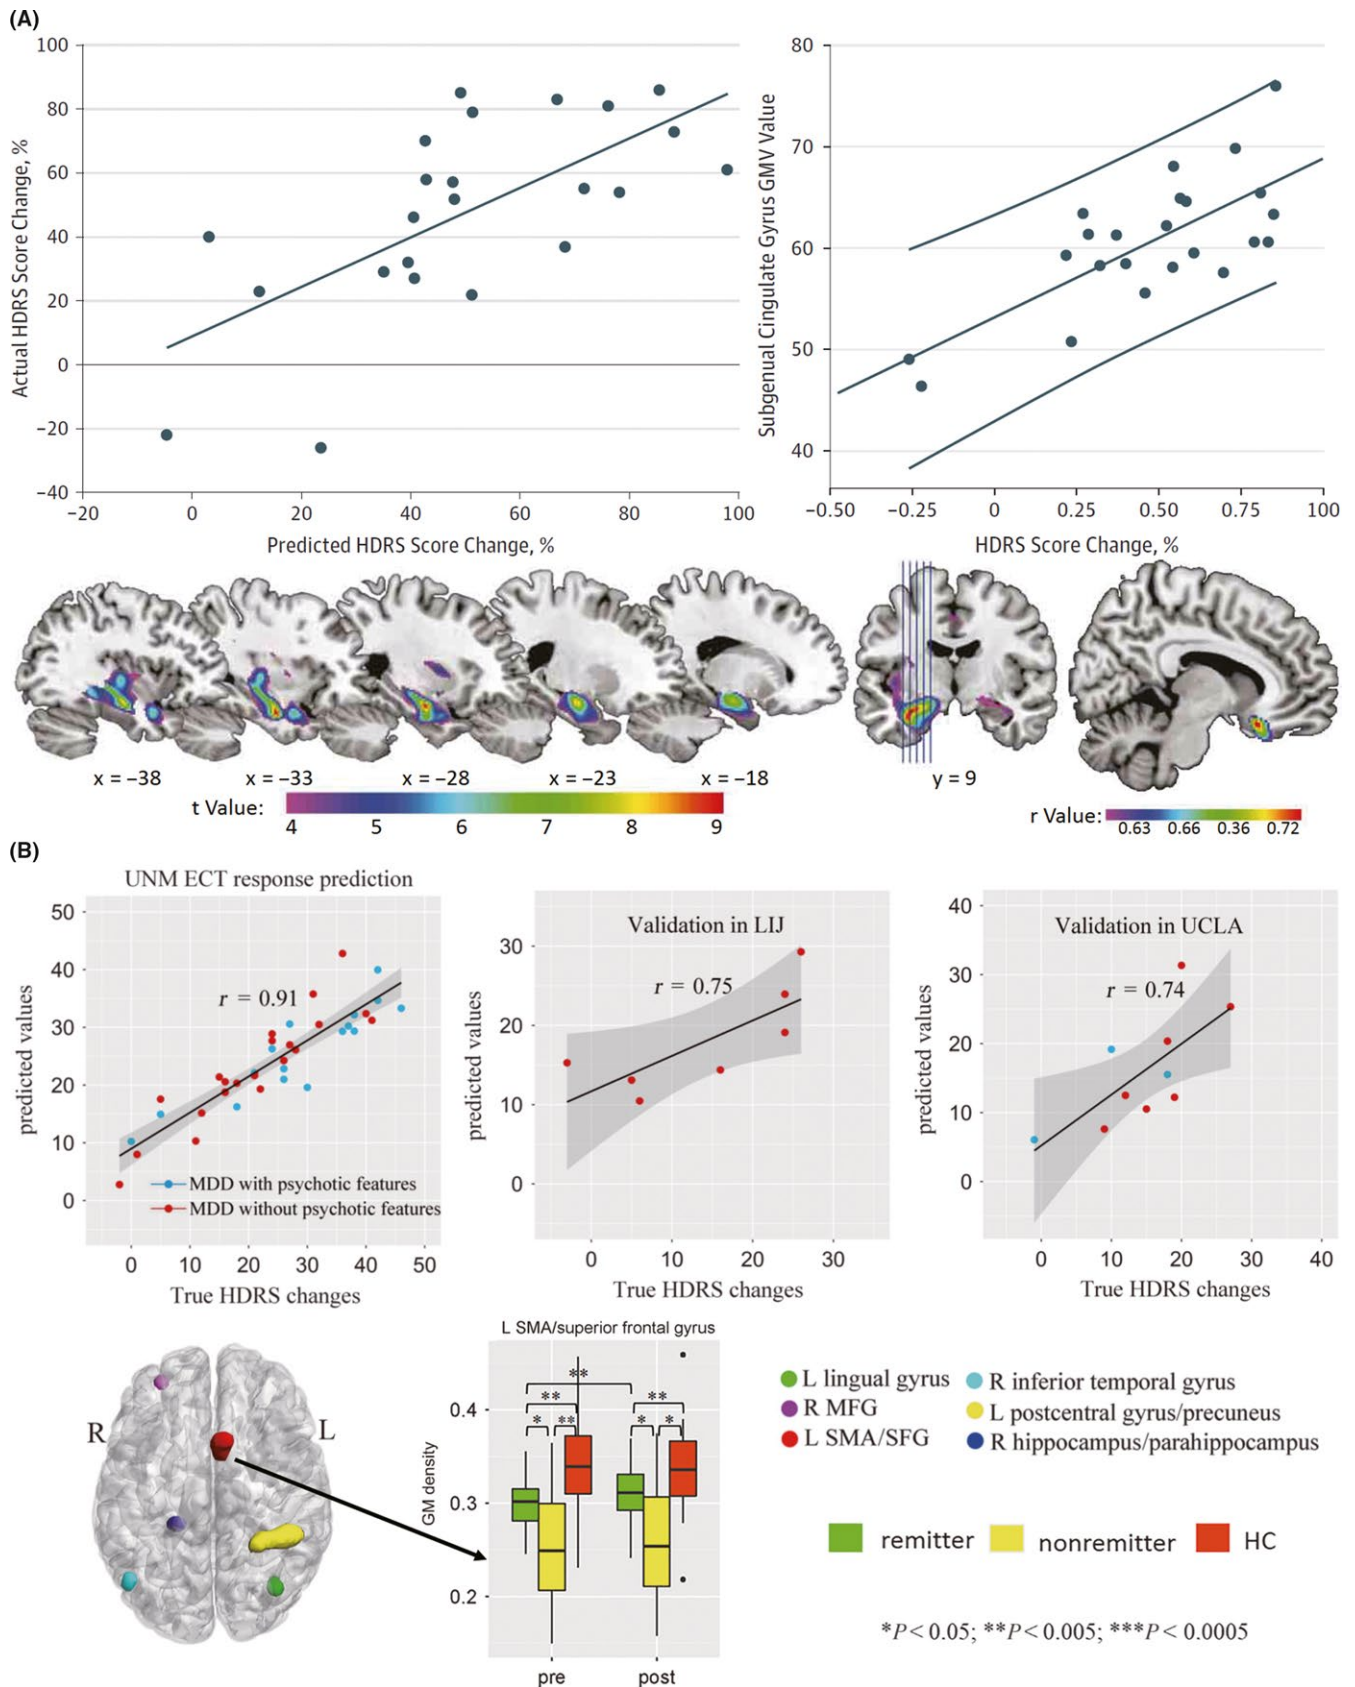 (A)
100
80
60
40
20
0
−20
−40
Actual HDRS Score Change, %
−20 0 20 40 60 80 100
Predicted HDRS Score Change, %
80
70
60
50
40
Subgenual Cingulate Gyrus GMV Value
−0.50 −0.25 0 0.25 0.50 0.75 100
HDRS Score Change, %
x = −38 x = −33 x = −28 x = −23 x = −18
y = 9
t Value:
4 5 6 7 8 9
r Value:
0.63 0.66 0.36 0.72
(B)
UNM ECT response prediction
50
40
30
20
10
0
predicted values
r = 0.91
MDD with psychotic features
MDD without psychotic features
0 10 20 30 40 50
True HDRS changes
Validation in LIJ
r = 0.75
30
20
10
0
predicted values
0 10 20 30
True HDRS changes
Validation in UCLA
r = 0.74
40
30
20
10
0
predicted values
0 10 20 30 40
True HDRS changes
R L
L SMA/superior frontal gyrus
**
** **
* ** * *
0.4
0.3
0.2
GM density
pre post
L lingual gyrus
R MFG
L SMA/SFG
R inferior temporal gyrus
L postcentral gyrus/precuneus
R hippocampus/parahippocampus
remitter nonremitter HC
*P < 0.05; **P < 0.005; ***P < 0.0005